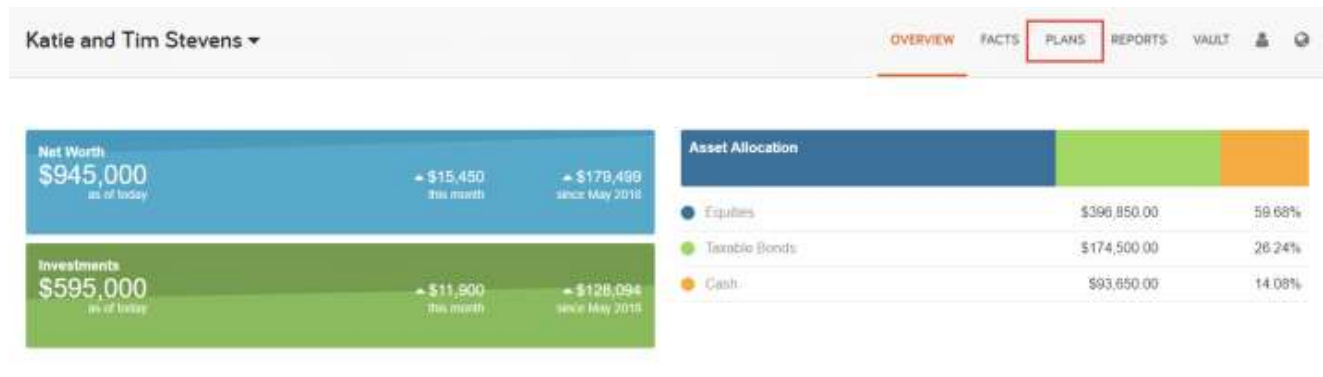 Katie and Tim Stevens
OVERVIEW FACTS PLANS REPORTS VAULT
Net Worth
$945,000
as of today
$15,450
this month
$179,499
since May 2018
Investments
$595,000
as of today
$11,900
this month
$128,094
since May 2018
Asset Allocation
Equities $396,850.00 59.68%
Taxable Bonds $174,500.00 26.24%
Cash $93,650.00 14.08%